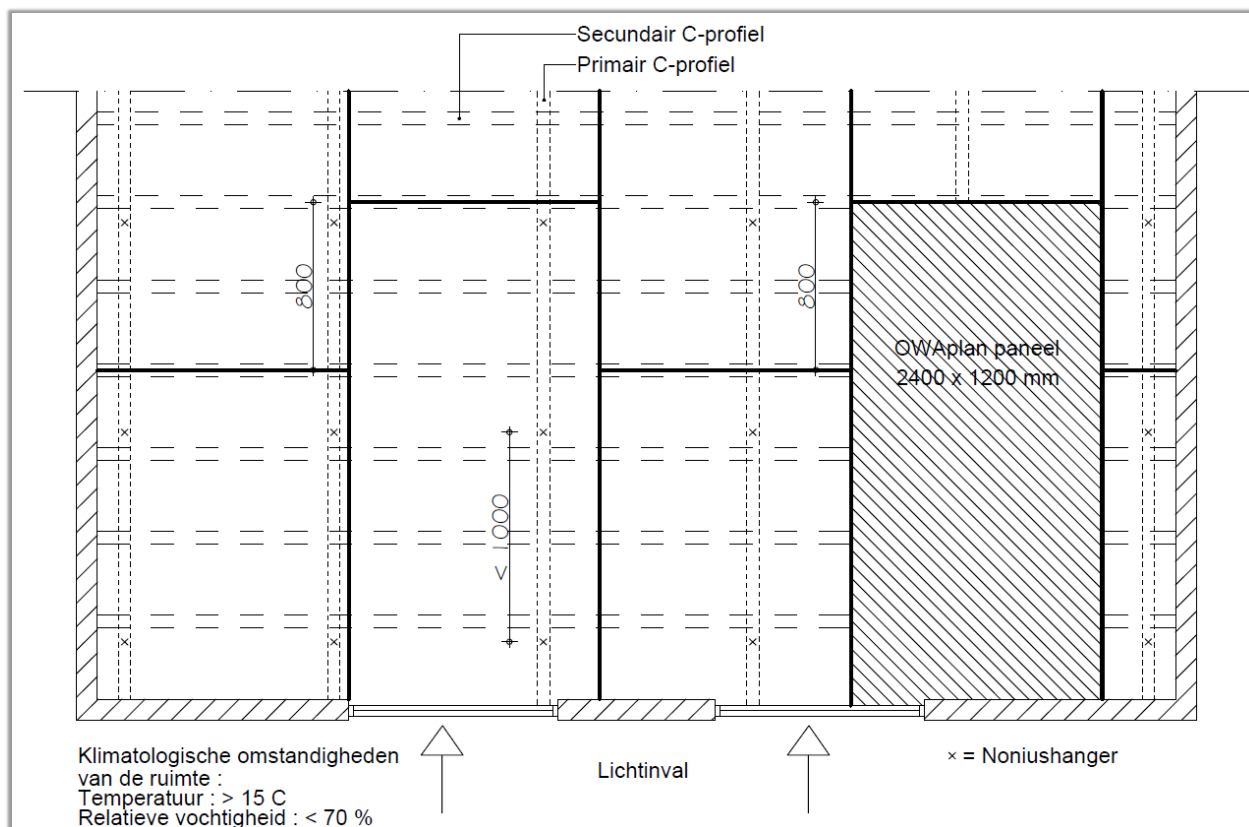 Secundair C-profiel
Primair C-profiel
800
800
OWAplan paneel
2400 x 1200 mm
< 1000
Klimatologische omstandigheden
van de ruimte :
Temperatuur : > 15 C
Relatieve vochtigheid : < 70 %
Lichtinval
× = Noniushanger